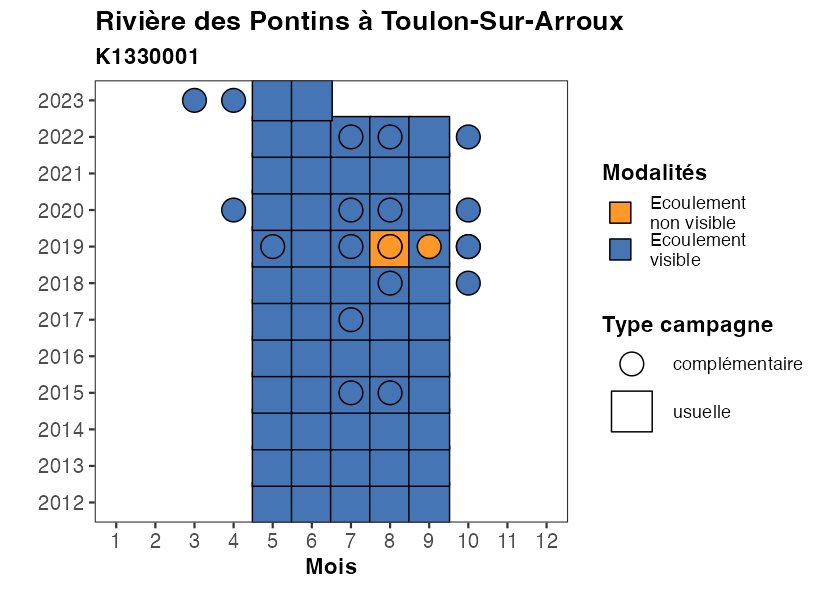 Rivière des Pontins à Toulon-Sur-Arroux
K1330001
2023
2022
2021
2020
2019
2018
2017
2016
2015
2014
2013
2012
1 2 3 4 5 6 7 8 9 10 11 12
Mois
Modalités
Ecoulement
non visible
Ecoulement
visible
Type campagne
complémentaire
usuelle